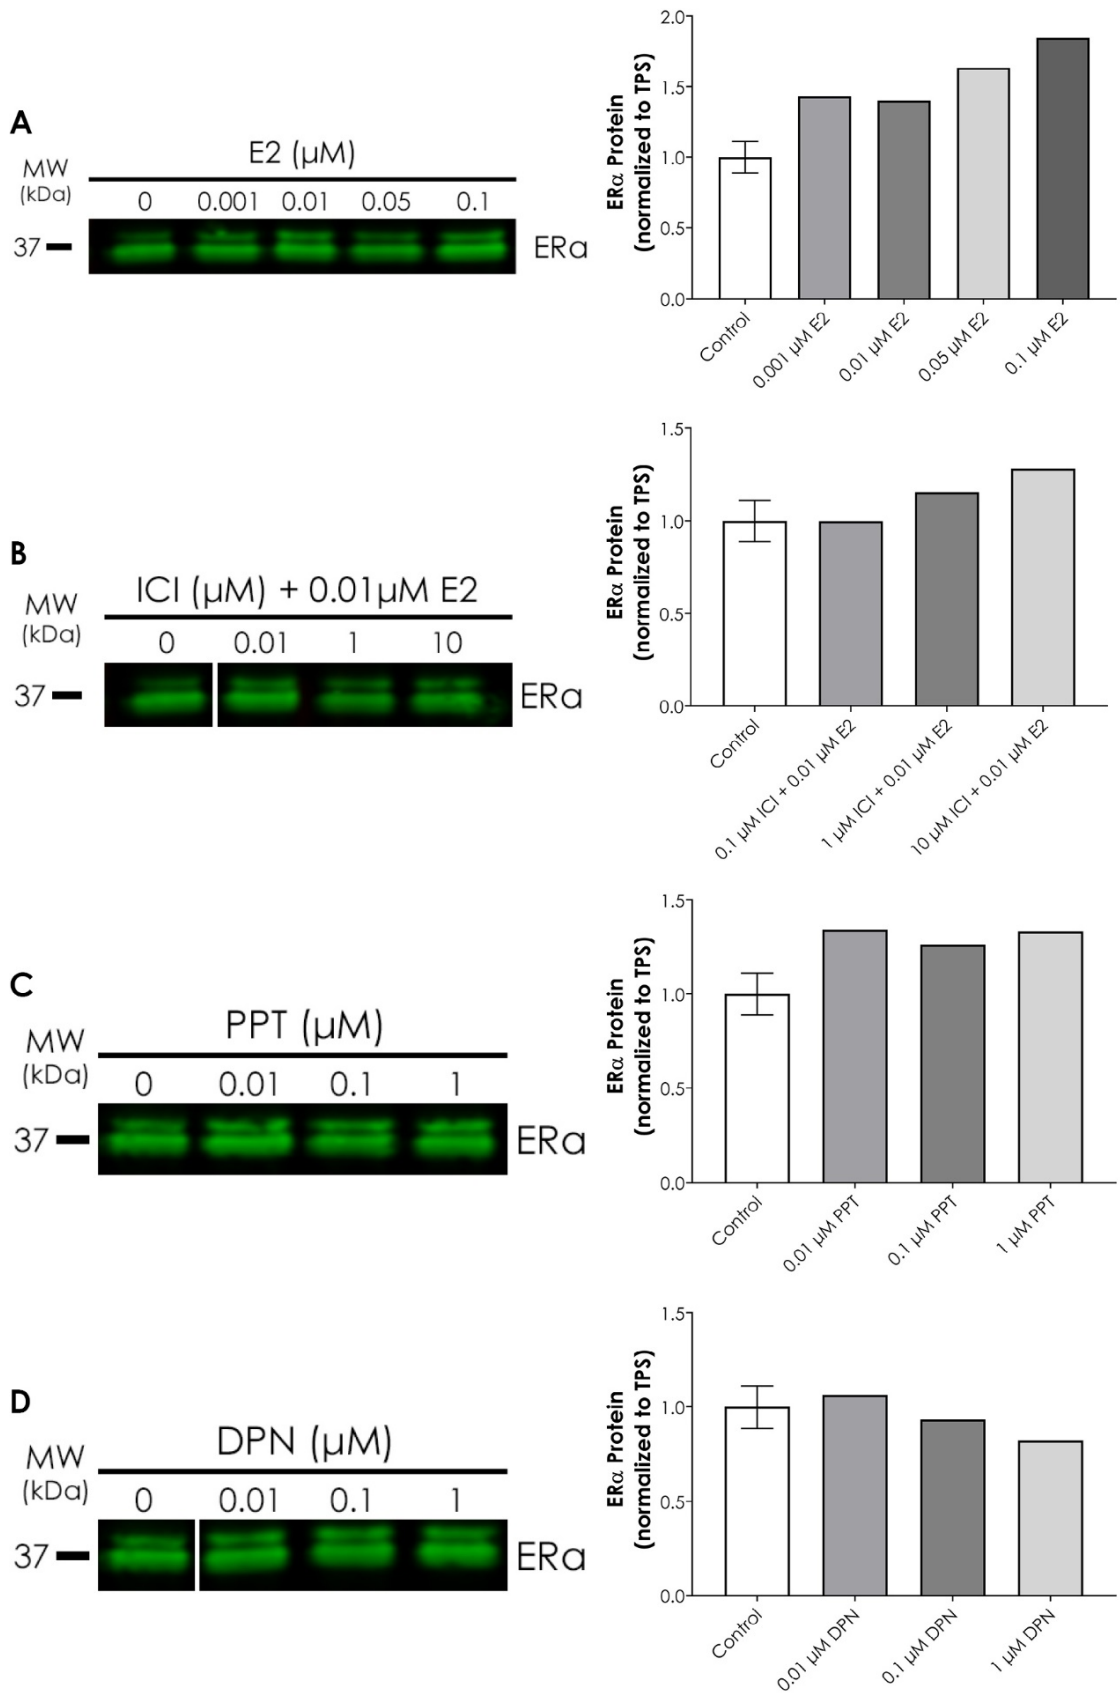 A
MW
(kDa)
E2 (µM)
0 0.001 0.01 0.05 0.1
37
ERa
ERα Protein
(normalized to TPS)
2.0
1.5
1.0
0.5
0.0
Control
0.001 µM E2
0.01 µM E2
0.05 µM E2
0.1 µM E2
B
MW
(kDa)
ICI (µM) + 0.01µM E2
0 0.01 1 10
37
ERa
ERα Protein
(normalized to TPS)
1.5
1.0
0.5
0.0
Control
0.1 µM ICI + 0.01 µM E2
1 µM ICI + 0.01 µM E2
10 µM ICI + 0.01 µM E2
C
MW
(kDa)
PPT (µM)
0 0.01 0.1 1
37
ERa
ERα Protein
(normalized to TPS)
1.5
1.0
0.5
0.0
Control
0.01 µM PPT
0.1 µM PPT
1 µM PPT
D
MW
(kDa)
DPN (µM)
0 0.01 0.1 1
37
ERa
ERα Protein
(normalized to TPS)
1.5
1.0
0.5
0.0
Control
0.01 µM DPN
0.1 µM DPN
1 µM DPN